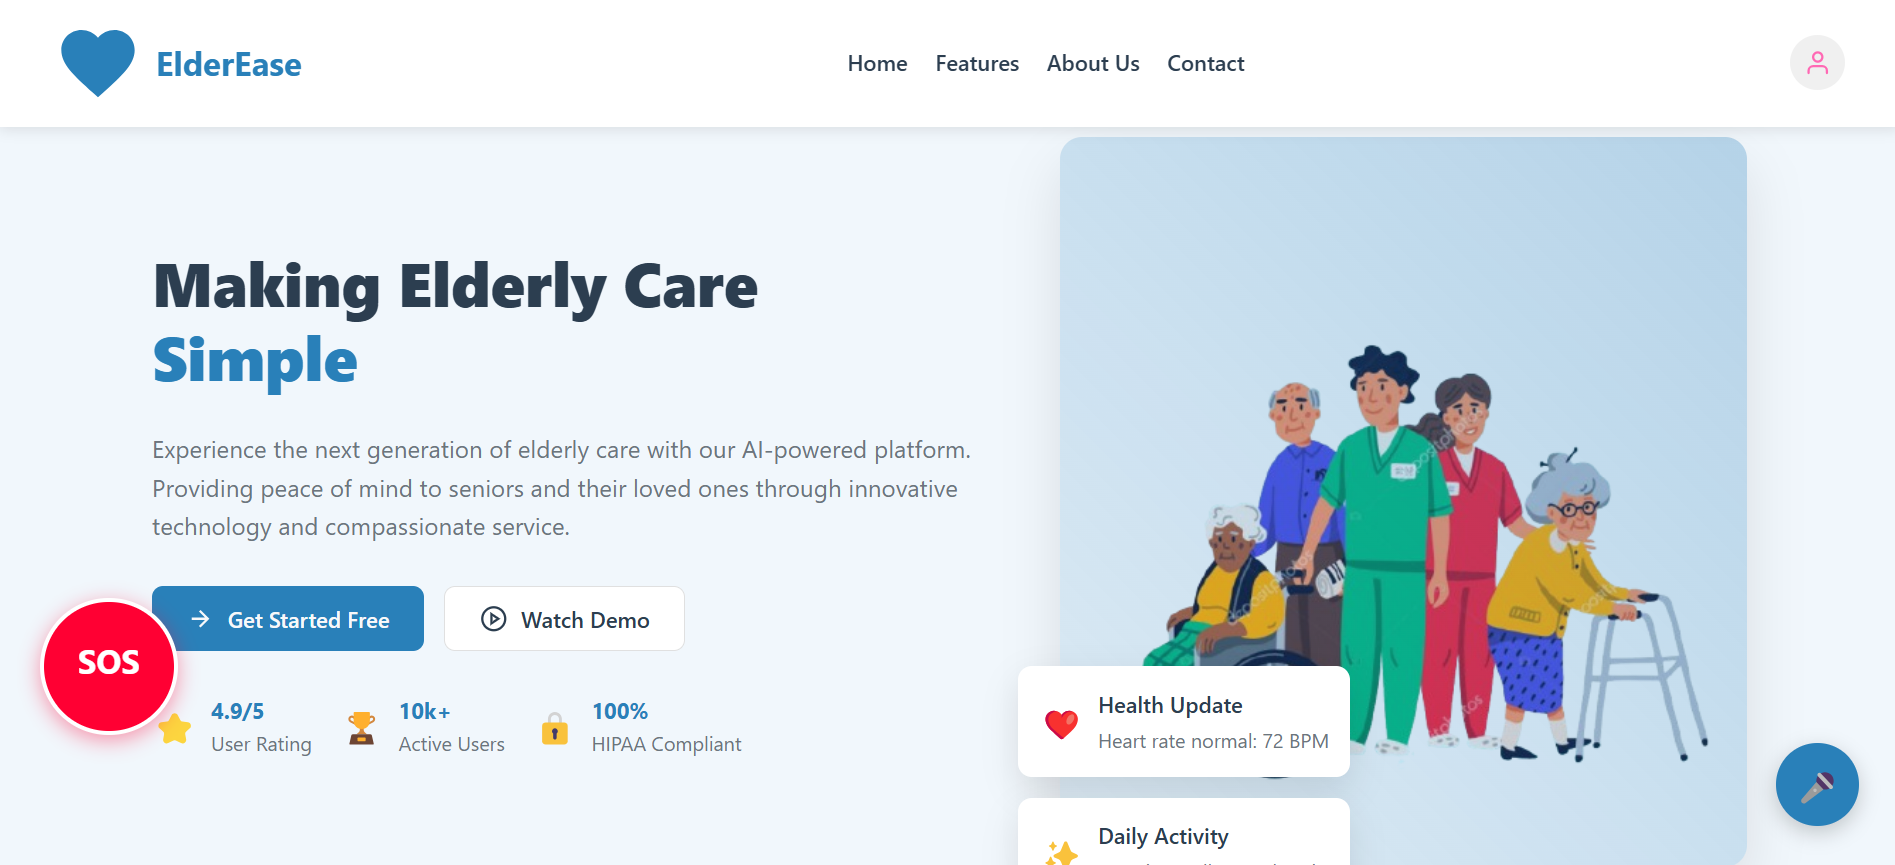 ElderEase
Home
Features
About Us
Contact
Making Elderly Care
Simple
Experience the next generation of elderly care with our AI-powered platform.
Providing peace of mind to seniors and their loved ones through innovative
technology and compassionate service.
Get Started Free
Watch Demo
SOS
4.9/5
User Rating
10k+
Active Users
100%
HIPAA Compliant
Health Update
Heart rate normal: 72 BPM
Daily Activity